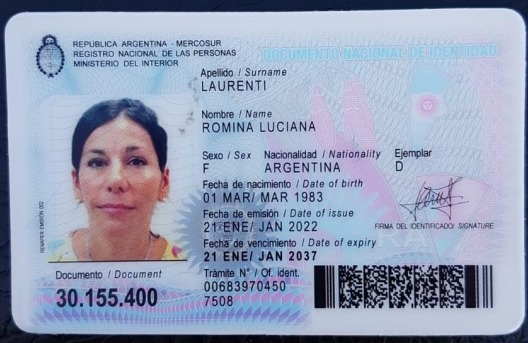 REPUBLICA ARGENTINA - MERCOSUR
REGISTRO NACIONAL DE LAS PERSONAS
MINISTERIO DEL INTERIOR
DOCUMENTO NACIONAL DE IDENTIDAD
Apellido / Surname
LAURENTI
Nombre / Name
ROMINA LUCIANA
Sexo / Sex Nacionalidad / Nationality Ejemplar
F ARGENTINA D
Fecha de nacimiento / Date of birth
01 MAR/ MAR 1983
Fecha de emisión / Date of issue
21 ENE/ JAN 2022
FIRMA DEL IDENTIFICADO/ SIGNATURE
Fecha de vencimiento / Date of expiry
21 ENE/ JAN 2037
Documento / Document
30.155.400
Trámite N° / Of. ident.
00683970450
7508